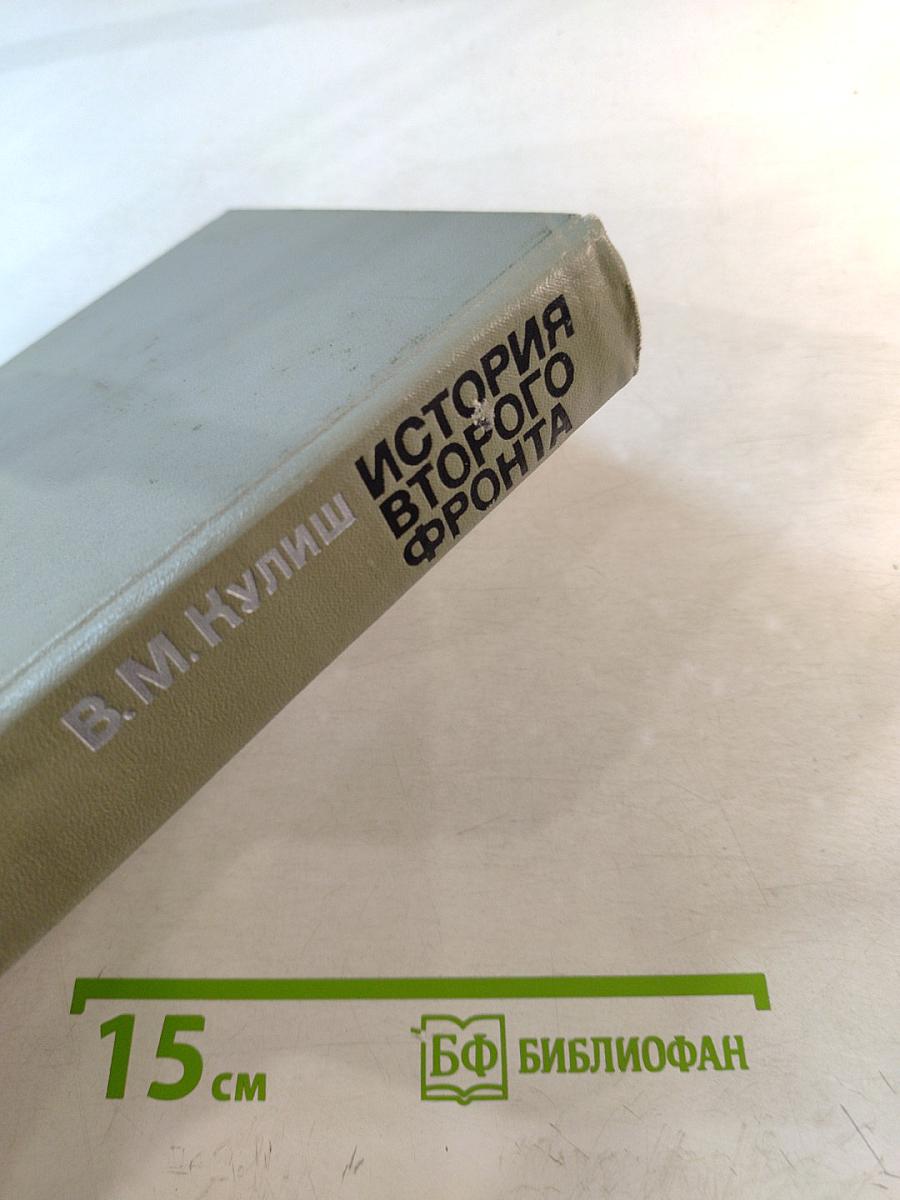 В. М. Кулиш
ИСТОРИЯ
ВТОРОГО
ФРОНТА
15 см
БФ БИБЛИОФАН